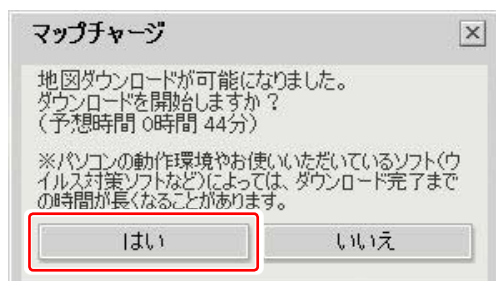 マップチャージ
地図ダウンロードが可能になりました。
ダウンロードを開始しますか？
（予想時間 0時間 44分）
※パソコンの動作環境やお使いいただいているソフト（ウ
イルス対策ソフトなど）によっては、ダウンロード完了まで
の時間が長くなることがあります。
はい
いいえ